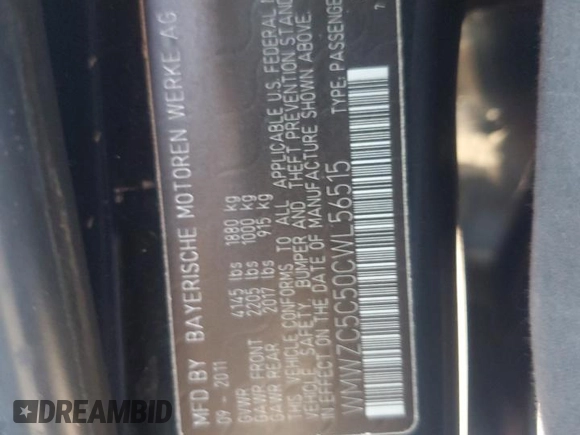 MFD BY BAYERISCHE MOTOREN WERKE AG
09 - 2011
GVWR 4145 lbs 1880 kg
GAWR FRONT 2205 lbs 1000 kg
GAWR REAR 2017 lbs 915 kg
THIS VEHICLE CONFORMS TO ALL APPLICABLE U.S. FEDERAL
VEHICLE SAFETY, BUMPER AND THEFT PREVENTION STAND
IN EFFECT ON THE DATE OF MANUFACTURE SHOWN ABOVE.
WMWZC5C50CWL56515 TYPE: PASSENGE
© DREAMBID.COM